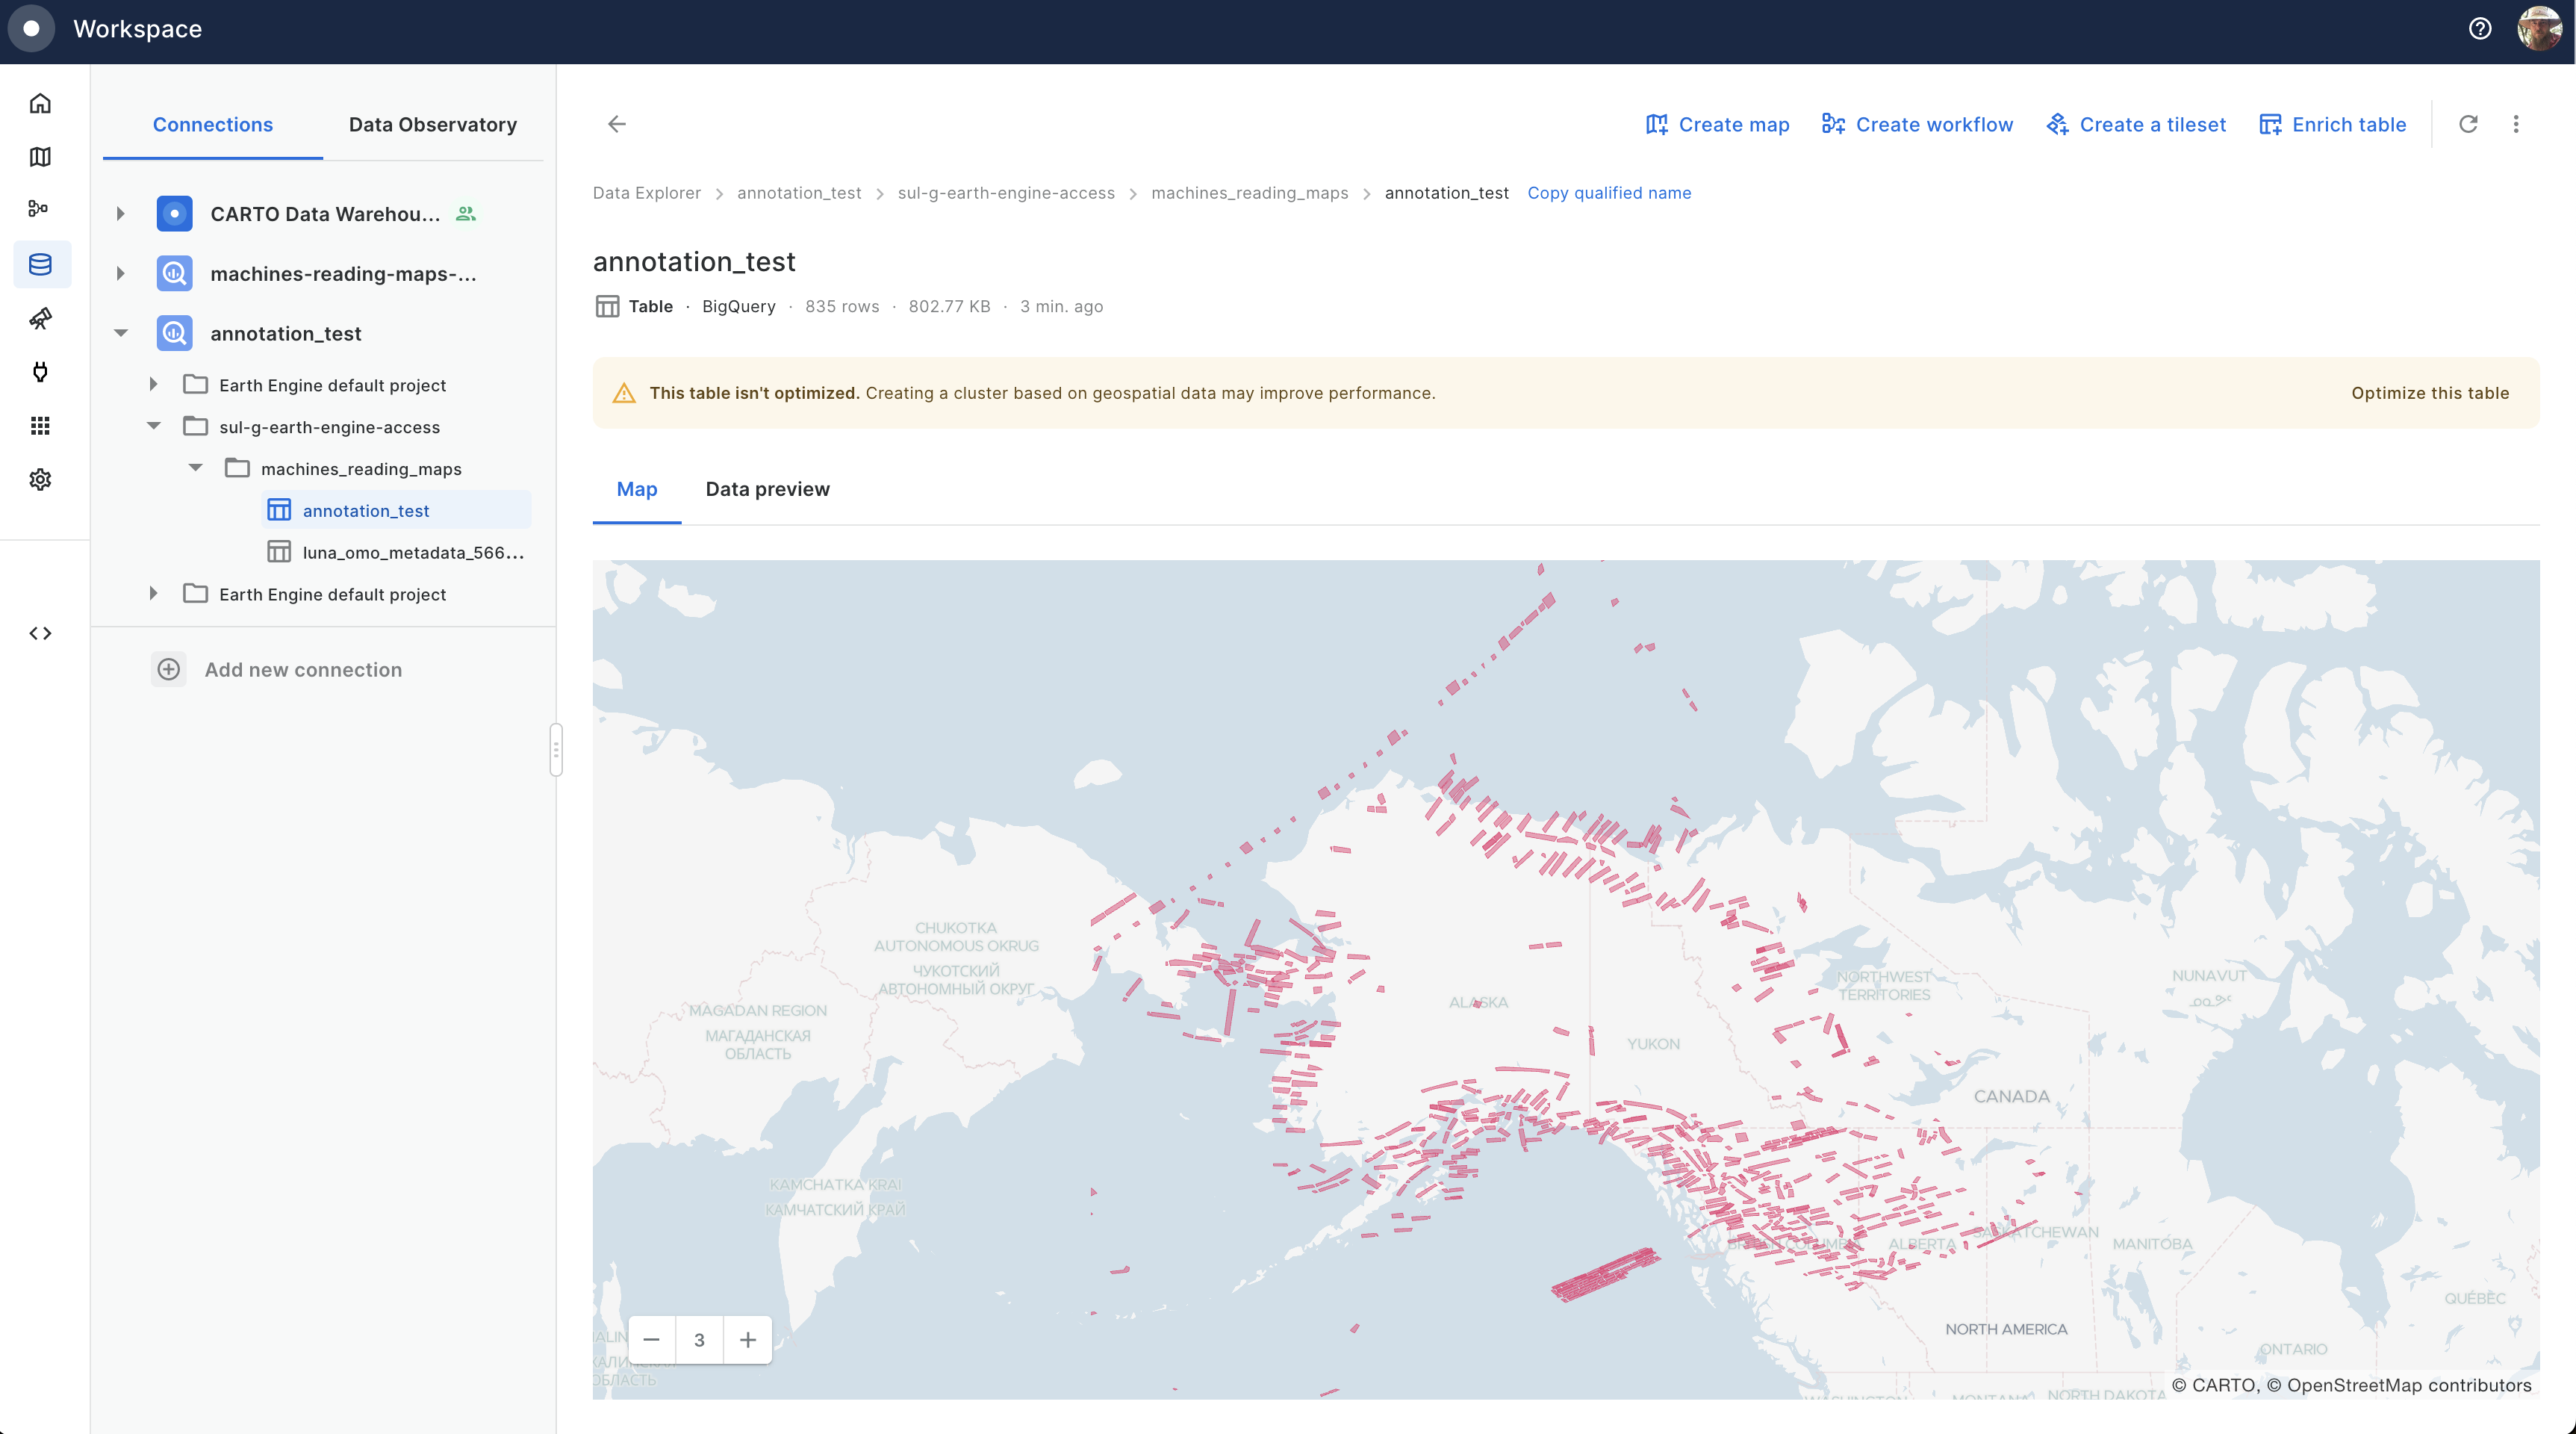 Workspace
Connections
Data Observatory
CARTO Data Warehou...
machines-reading-maps-...
annotation_test
Earth Engine default project
sul-g-earth-engine-access
machines_reading_maps
annotation_test
luna_omo_metadata_566...
Earth Engine default project
Add new connection
Create map
Create workflow
Create a tileset
Enrich table
Data Explorer > annotation_test > sul-g-earth-engine-access > machines_reading_maps > annotation_test Copy qualified name
annotation_test
Table · BigQuery · 835 rows · 802.77 KB · 3 min. ago
This table isn't optimized. Creating a cluster based on geospatial data may improve performance.
Optimize this table
Map
Data preview
CHUKOTKA
AUTONOMOUS OKRUG
ЧУКОТСКИЙ
АВТОНОМНЫЙ ОКРУГ
MAGADAN REGION
МАГАДАНСКАЯ
ОБЛАСТЬ
ALASKA
YUKON
NORTHWEST
TERRITORIES
NUNAVUT
CANADA
KAMCHATKA KRAI
КАМЧАТСКИЙ КРАЙ
BRITISH COLUMBIA
ALBERTA
SASKATCHEWAN
MANITOBA
QUÉBEC
NORTH AMERICA
ONTARIO
ОБЛАСТЬ
3
MONTANA
NORTH DAKOTA
© CARTO, © OpenStreetMap contributors